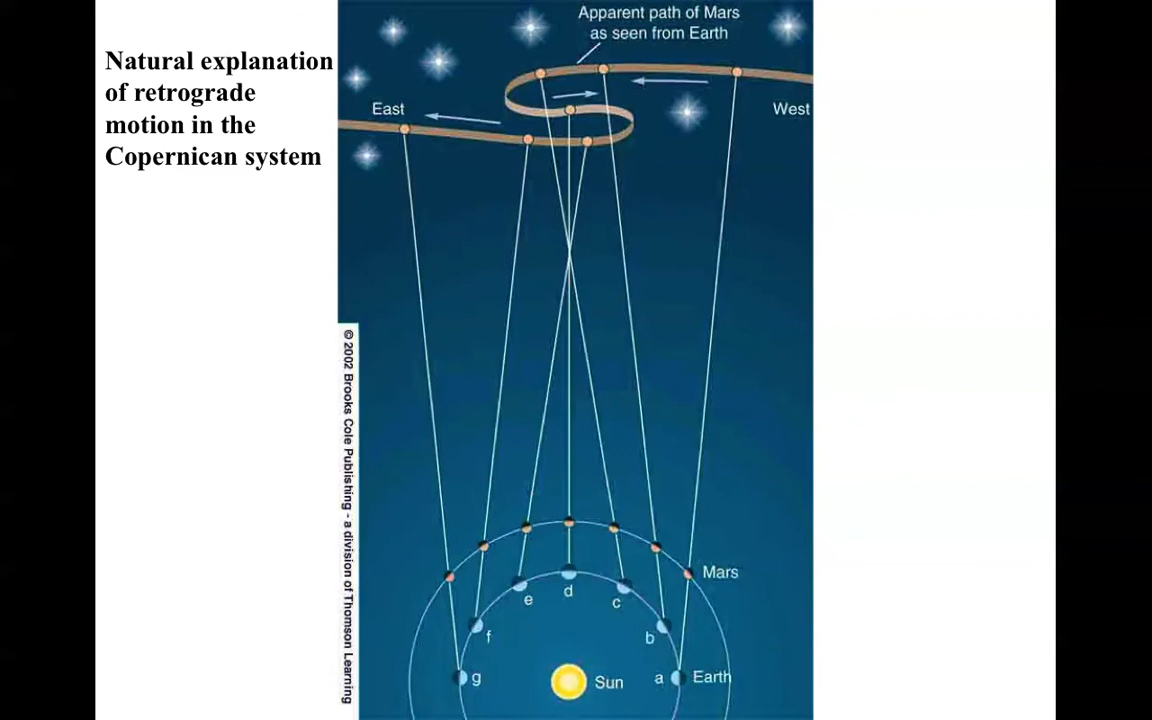 Natural explanation
of retrograde
motion in the
Copernican system
Apparent path of Mars
as seen from Earth
East
West
© 2002 Brooks Cole Publishing - a division of Thomson Learning
Mars
e
d
c
f
b
g
Sun
a
Earth